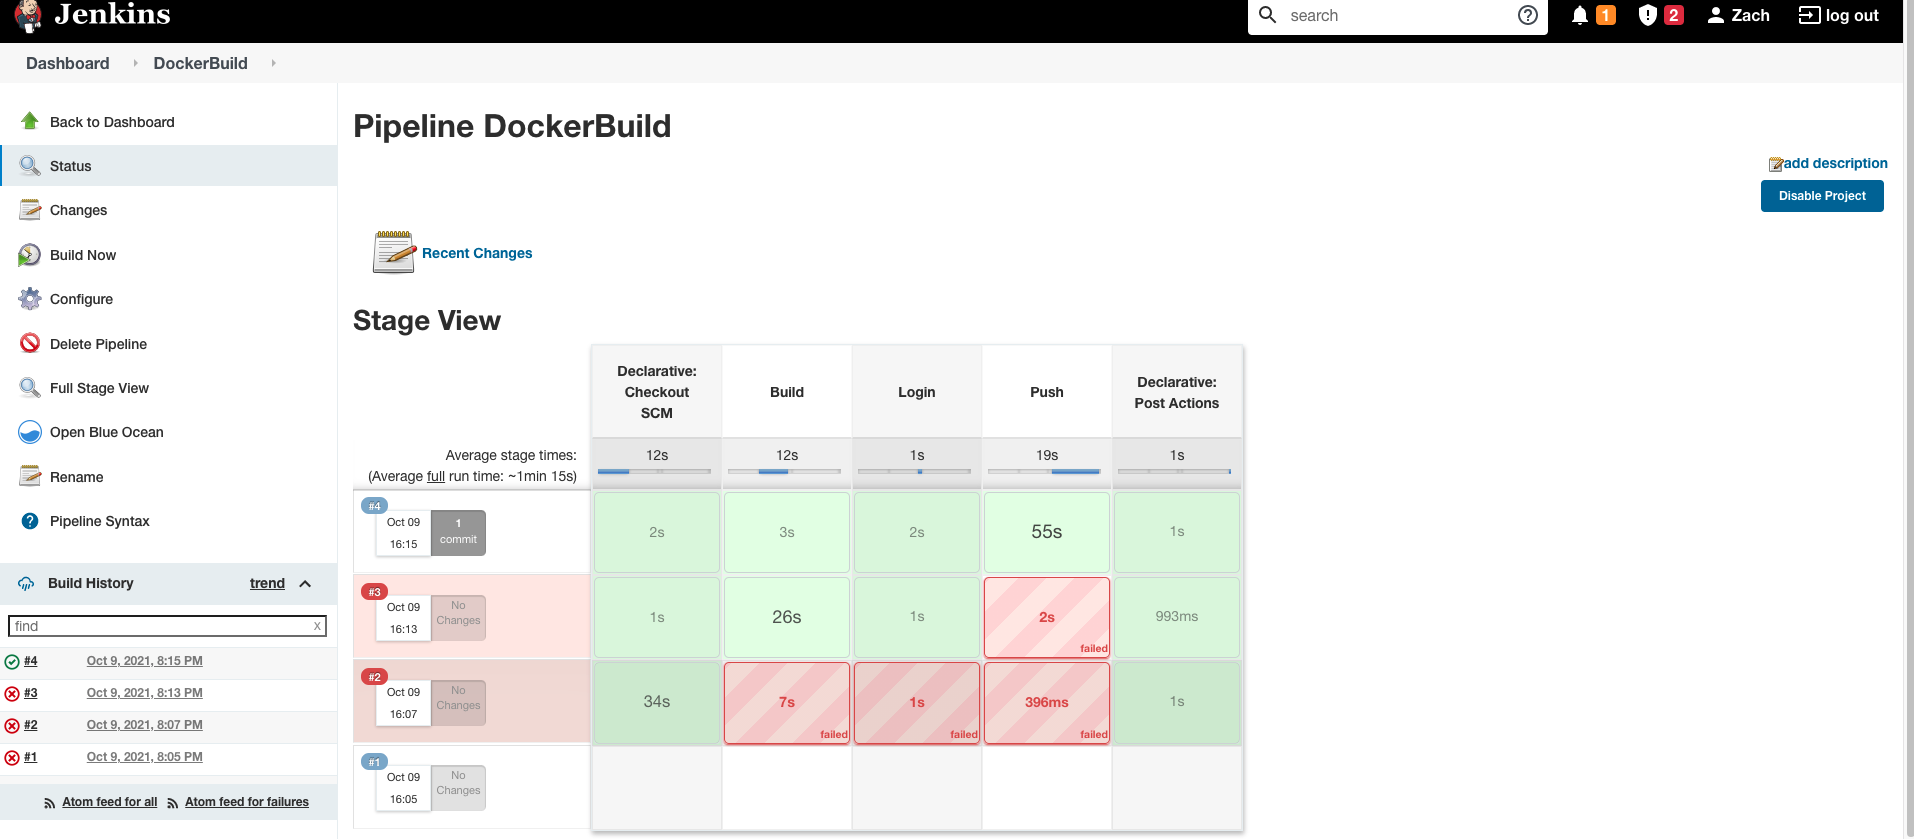 Jenkins
search
1
2
Zach
log out
Dashboard
DockerBuild
Back to Dashboard
Status
Changes
Build Now
Configure
Delete Pipeline
Full Stage View
Open Blue Ocean
Rename
Pipeline Syntax
Build History
trend
find
x
#4 Oct 9, 2021, 8:15 PM
#3 Oct 9, 2021, 8:13 PM
#2 Oct 9, 2021, 8:07 PM
#1 Oct 9, 2021, 8:05 PM
Atom feed for all Atom feed for failures
Pipeline DockerBuild
add description
Disable Project
Recent Changes
Stage View
Declarative:
Checkout
SCM
Build
Login
Push
Declarative:
Post Actions
Average stage times:
(Average full run time: ~1min 15s)
12s
12s
1s
19s
1s
#4
Oct 09
16:15
1
commit
2s
3s
2s
55s
1s
#3
Oct 09
16:13
No
Changes
1s
26s
1s
2s
failed
993ms
#2
Oct 09
16:07
No
Changes
34s
7s
failed
1s
failed
396ms
failed
1s
#1
Oct 09
16:05
No
Changes